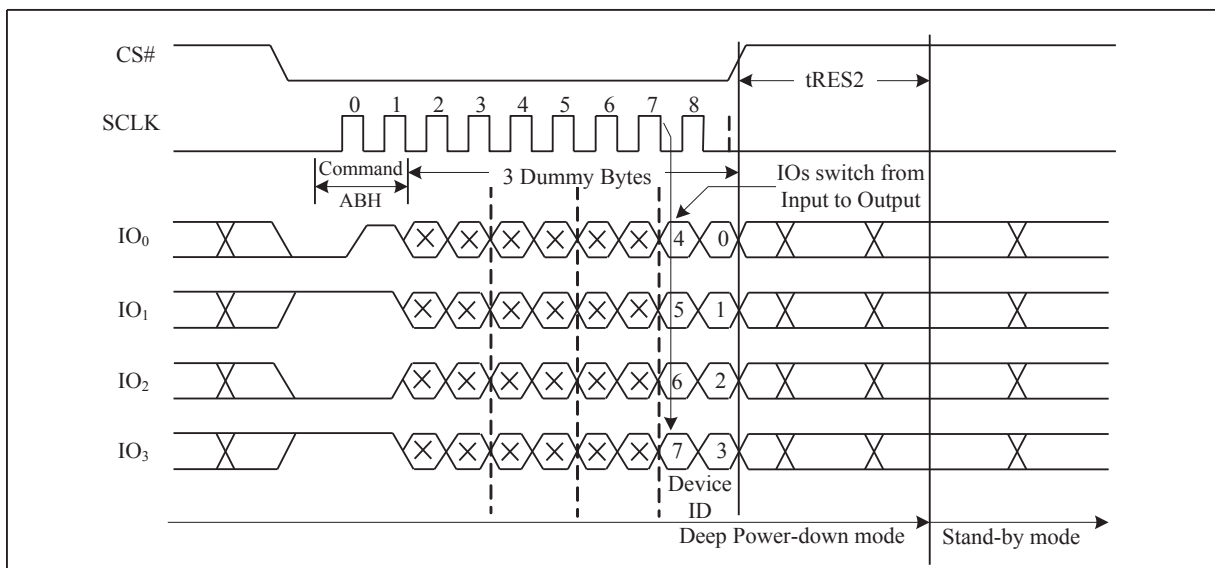 CS#
tRES2
0 1 2 3 4 5 6 7 8
SCLK
Command
ABH
3 Dummy Bytes
IOs switch from
Input to Output
IO0 4 0
IO1 5 1
IO2 6 2
IO3 7 3
Device
ID
Deep Power-down mode Stand-by mode